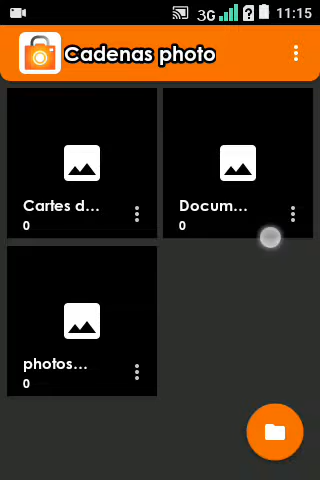 3G 11:15
Cadenas photo
Cartes d...
0
Docum...
0
photos...
0